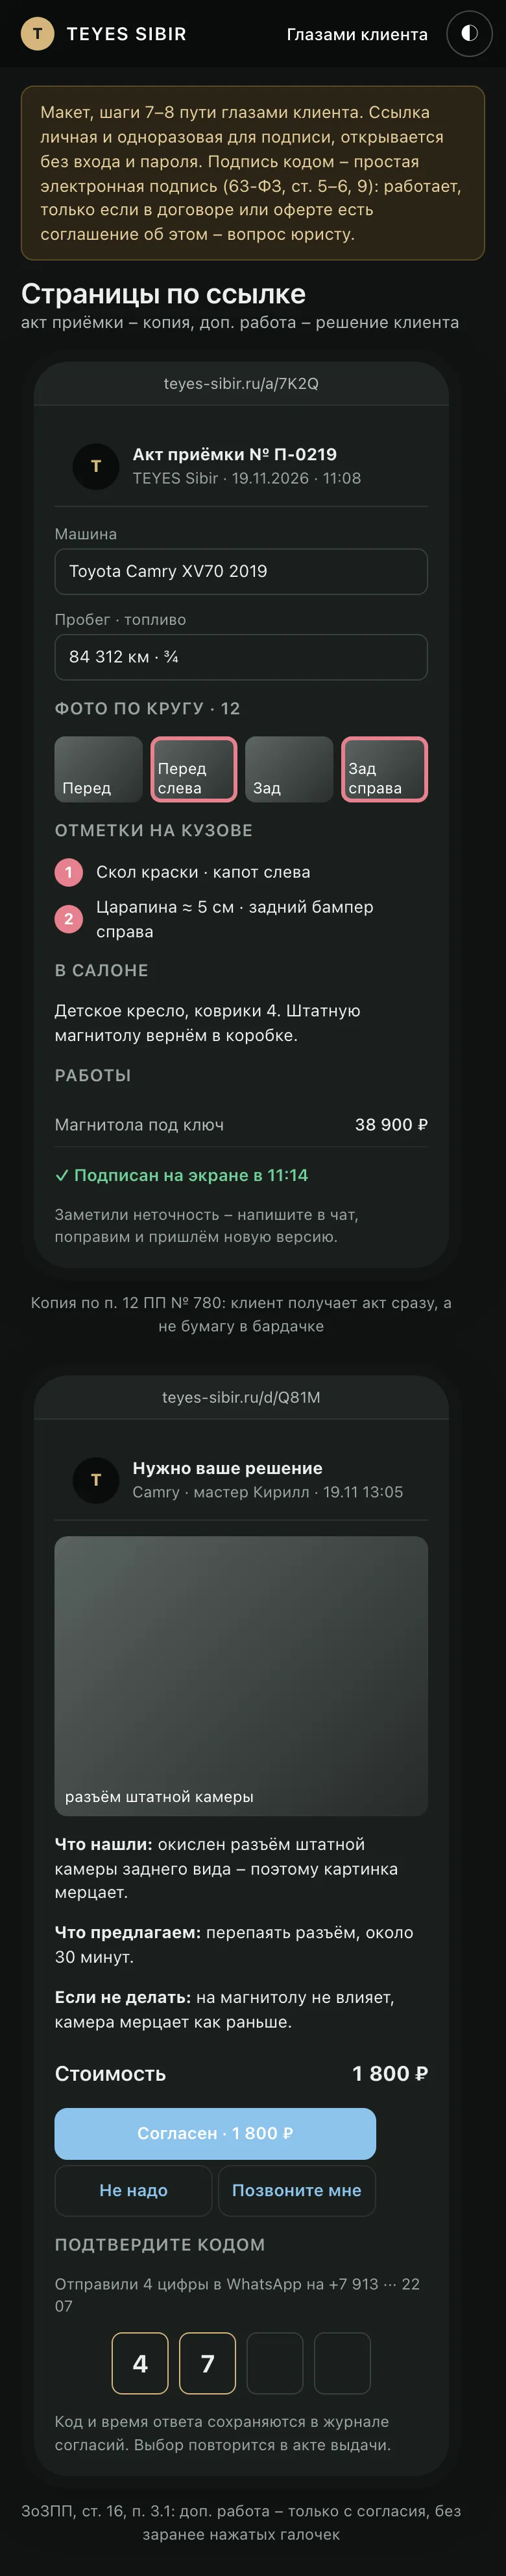 T TEYES SIBIR Глазами клиента
Макет, шаги 7–8 пути глазами клиента. Ссылка
личная и одноразовая для подписи, открывается
без входа и пароля. Подпись кодом – простая
электронная подпись (63-ФЗ, ст. 5–6, 9): работает,
только если в договоре или оферте есть
соглашение об этом – вопрос юристу.
Страницы по ссылке
акт приёмки – копия, доп. работа – решение клиента
teyes-sibir.ru/a/7K2Q
T
Акт приёмки № П-0219
TEYES Sibir · 19.11.2026 · 11:08
Машина
Toyota Camry XV70 2019
Пробег · топливо
84 312 км · ¾
ФОТО ПО КРУГУ · 12
Перед
Перед
слева
Зад
Зад
справа
ОТМЕТКИ НА КУЗОВЕ
1 Скол краски · капот слева
2 Царапина ≈ 5 см · задний бампер
справа
В САЛОНЕ
Детское кресло, коврики 4. Штатную
магнитолу вернём в коробке.
РАБОТЫ
Магнитола под ключ 38 900 ₽
✓ Подписан на экране в 11:14
Заметили неточность – напишите в чат,
поправим и пришлём новую версию.
Копия по п. 12 ПП № 780: клиент получает акт сразу, а
не бумагу в бардачке
teyes-sibir.ru/d/Q81M
T
Нужно ваше решение
Camry · мастер Кирилл · 19.11 13:05
разъём штатной камеры
Что нашли: окислен разъём штатной
камеры заднего вида – поэтому картинка
мерцает.
Что предлагаем: перепаять разъём, около
30 минут.
Если не делать: на магнитолу не влияет,
камера мерцает как раньше.
Стоимость 1 800 ₽
Согласен · 1 800 ₽
Не надо Позвоните мне
ПОДТВЕРДИТЕ КОДОМ
Отправили 4 цифры в WhatsApp на +7 913 ··· 22
07
4 7
Код и время ответа сохраняются в журнале
согласий. Выбор повторится в акте выдачи.
ЗоЗПП, ст. 16, п. 3.1: доп. работа – только с согласия, без
заранее нажатых галочек